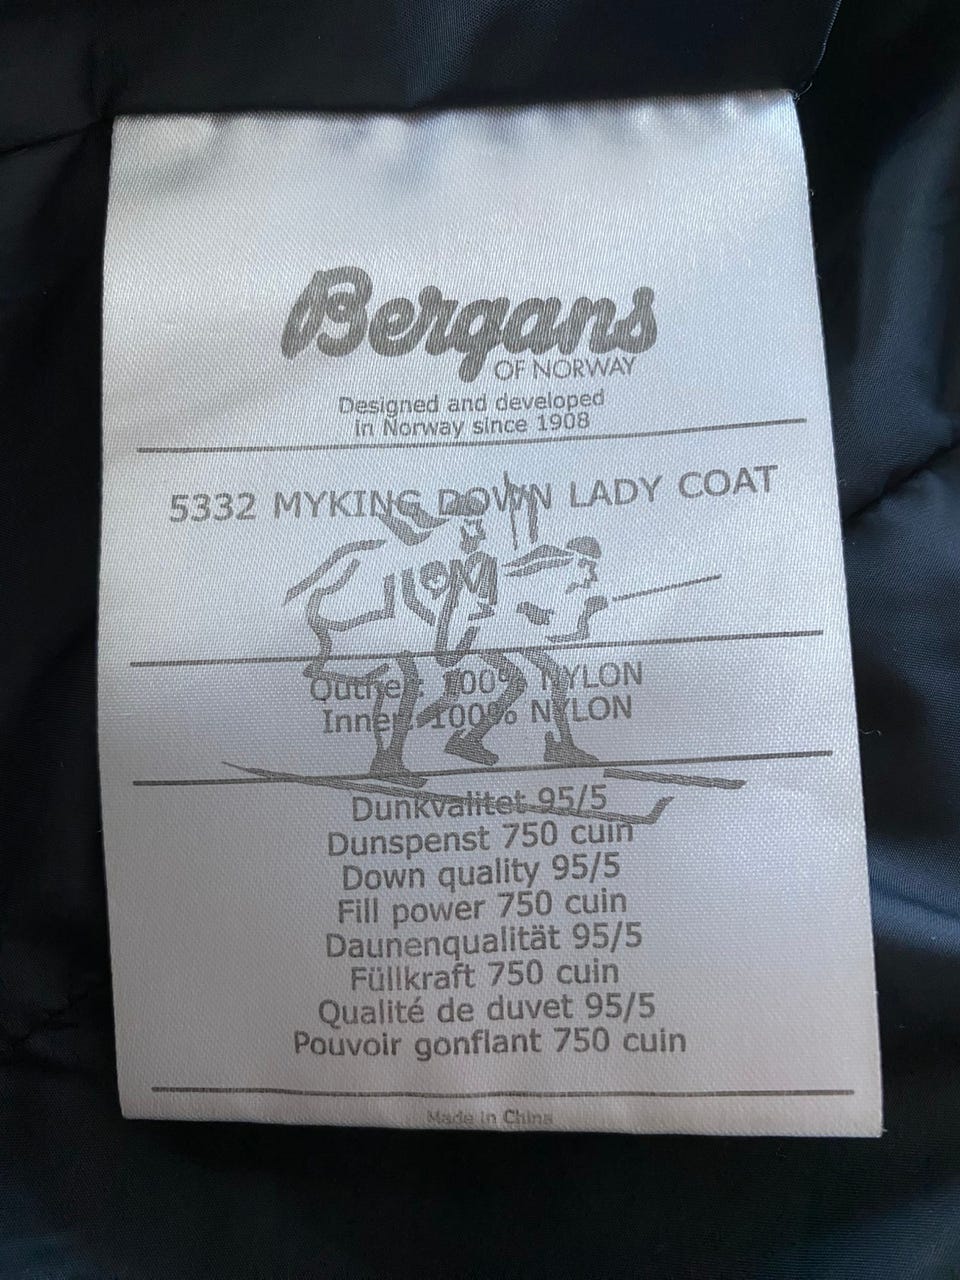 Bergans
OF NORWAY
Designed and developed
in Norway since 1908
5332 MYKING DOWN LADY COAT
Outher: 100% NYLON
Inner: 100% NYLON
Dunkvalitet 95/5
Dunspenst 750 cuin
Down quality 95/5
Fill power 750 cuin
Daunenqualität 95/5
Füllkraft 750 cuin
Qualité de duvet 95/5
Pouvoir gonflant 750 cuin
Made in China